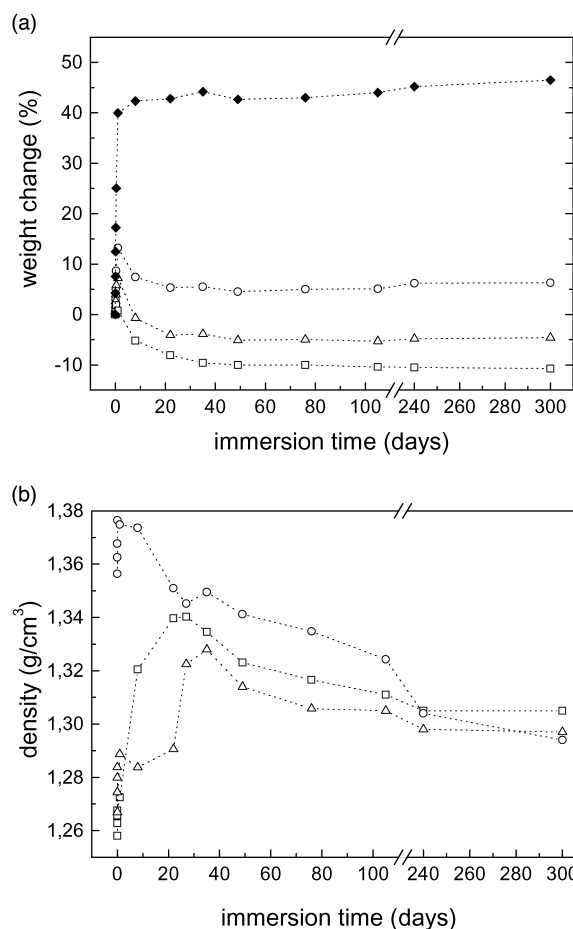 (a)
weight change (%)
50
40
30
20
10
0
-10
0 20 40 60 80 100 240 260 280 300
immersion time (days)
(b)
density (g/cm³)
1,38
1,36
1,34
1,32
1,30
1,28
1,26
0 20 40 60 80 100 240 260 280 300
immersion time (days)